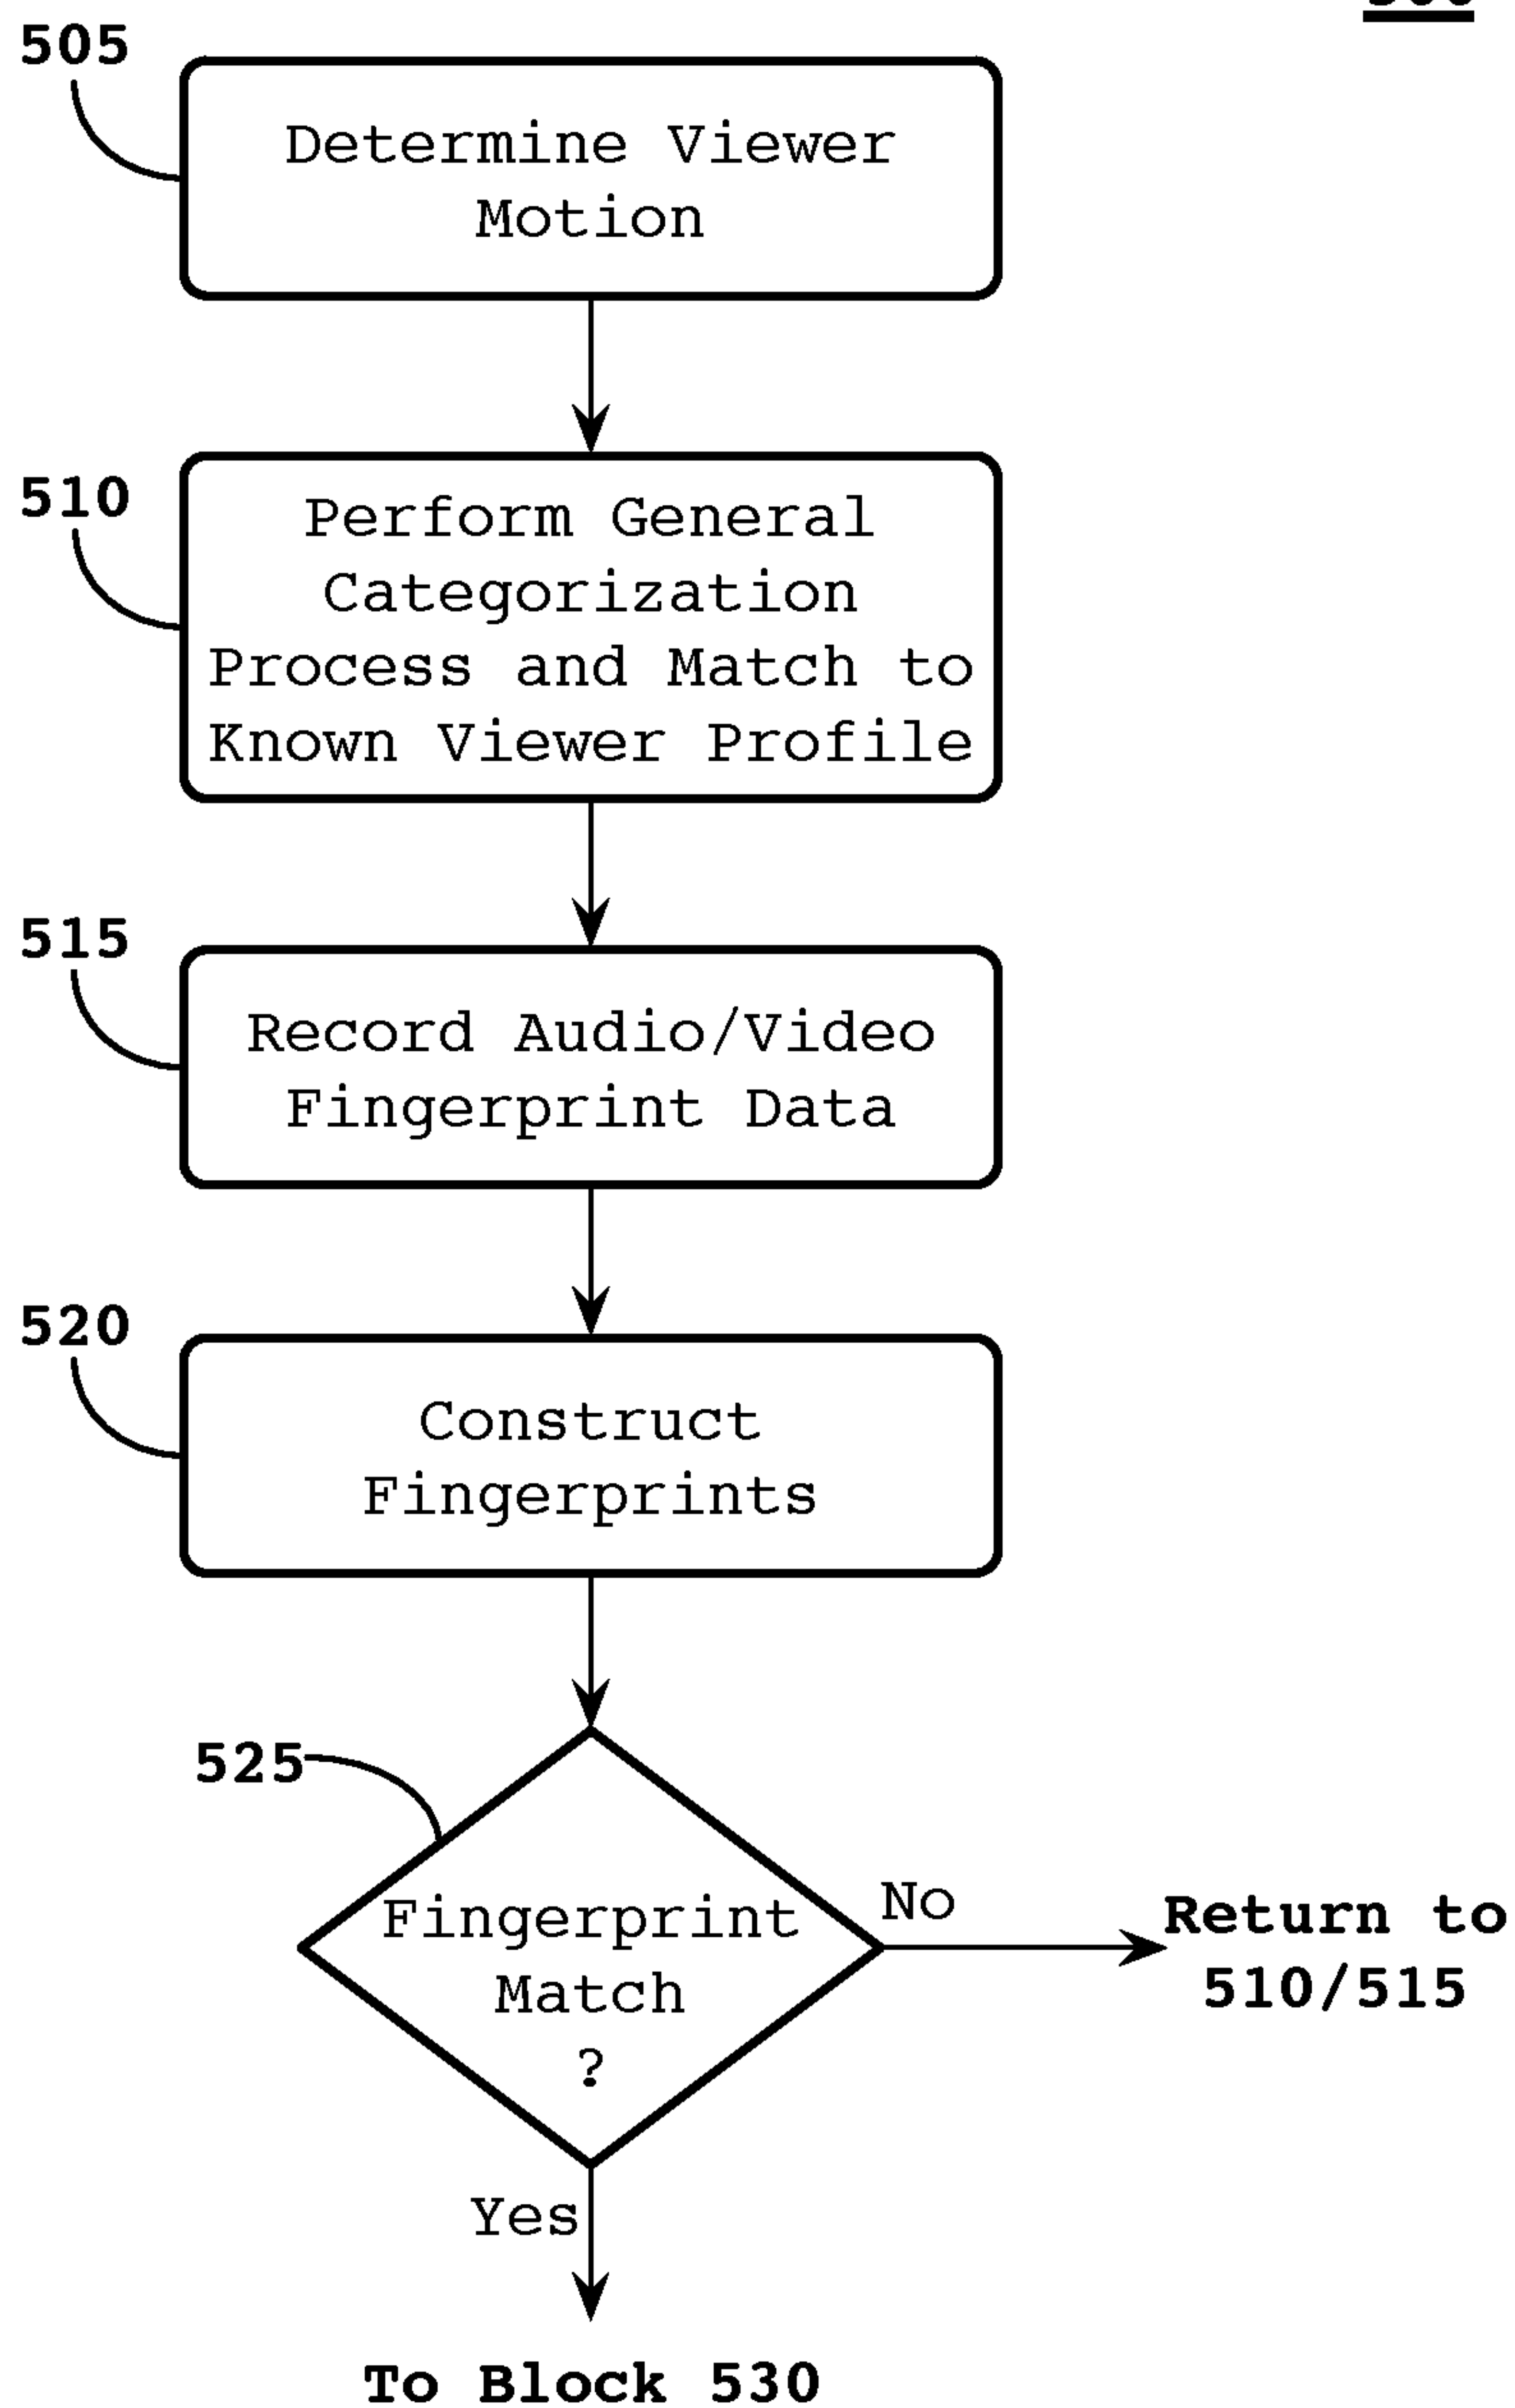 505
Determine Viewer
Motion
510
Perform General
Categorization
Process and Match to
Known Viewer Profile
515
Record Audio/Video
Fingerprint Data
520
Construct
Fingerprints
525
Fingerprint
Match
?
No
Return to
510/515
Yes
To Block 530